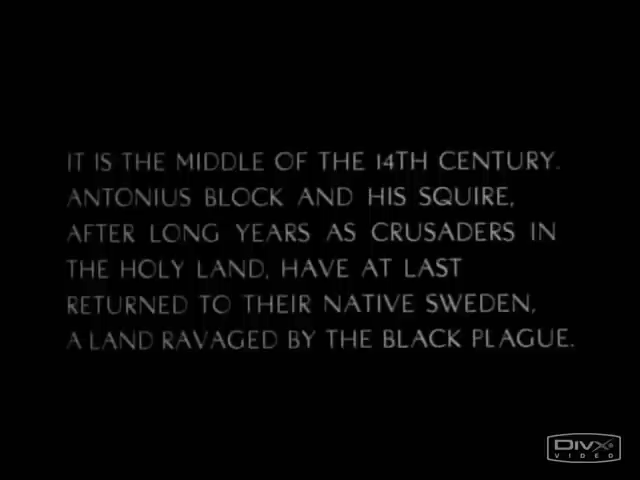 IT IS THE MIDDLE OF THE 14TH CENTURY.
ANTONIUS BLOCK AND HIS SQUIRE,
AFTER LONG YEARS AS CRUSADERS IN
THE HOLY LAND, HAVE AT LAST
RETURNED TO THEIR NATIVE SWEDEN,
A LAND RAVAGED BY THE BLACK PLAGUE.
DIVX
VIDEO